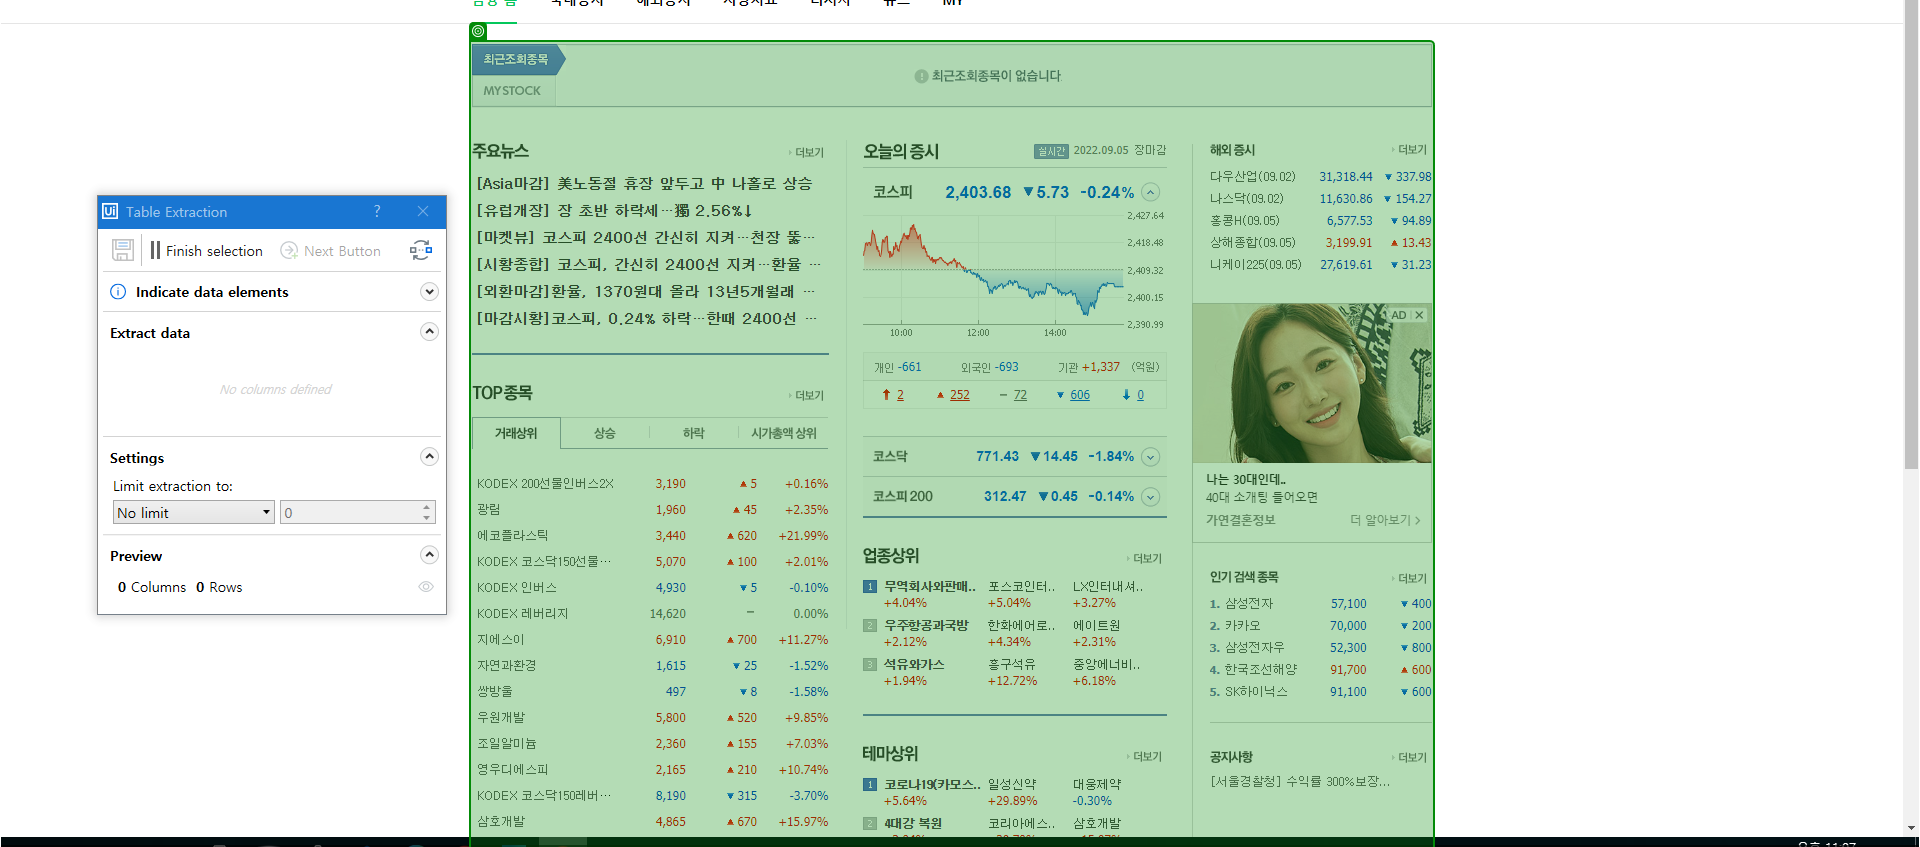 금융 홈 국내증시 해외증시 시장지표 리서치 뉴스 MY
최근조회종목
MYSTOCK
최근조회종목이 없습니다
Ui Table Extraction ? ×
Finish selection Next Button
Indicate data elements
Extract data
No columns defined
Settings
Limit extraction to:
No limit 0
Preview
0 Columns 0 Rows
주요뉴스 더보기
[Asia마감] 美노동절 휴장 앞두고 中 나홀로 상승
[유럽개장] 장 초반 하락세…獨 2.56%↓
[마켓뷰] 코스피 2400선 간신히 지켜…천장 뚫…
[시황종합] 코스피, 간신히 2400선 지켜…환율 …
[외환마감]환율, 1370원대 올라 13년5개월래 …
[마감시황]코스피, 0.24% 하락…한때 2400선 …
TOP 종목 더보기
거래상위 상승 하락 시가총액 상위
KODEX 200선물인버스2X 3,190 ▲ 5 +0.16%
광림 1,960 ▲ 45 +2.35%
에코플라스틱 3,440 ▲ 620 +21.99%
KODEX 코스닥150선물… 5,070 ▲ 100 +2.01%
KODEX 인버스 4,930 ▼ 5 -0.10%
KODEX 레버리지 14,620 − 0.00%
지에스이 6,910 ▲ 700 +11.27%
자연과환경 1,615 ▼ 25 -1.52%
쌍방울 497 ▼ 8 -1.58%
우원개발 5,800 ▲ 520 +9.85%
조일알미늄 2,360 ▲ 155 +7.03%
영우디에스피 2,165 ▲ 210 +10.74%
KODEX 코스닥150레버… 8,190 ▼ 315 -3.70%
삼호개발 4,865 ▲ 670 +15.97%
오늘의 증시 실시간 2022.09.05 장마감
코스피 2,403.68 ▼5.73 -0.24%
2,427.64
2,418.48
2,409.32
2,400.15
2,390.99
10:00 12:00 14:00
개인 -661 외국인 -693 기관 +1,337 (억원)
↑ 2 ▲ 252 − 72 ▼ 606 ↓ 0
코스닥 771.43 ▼14.45 -1.84%
코스피 200 312.47 ▼0.45 -0.14%
업종상위 더보기
1 무역회사와판매.. 포스코인터.. LX인터내셔..
+4.04% +5.04% +3.27%
2 우주항공과국방 한화에어로.. 에이트원
+2.12% +4.34% +2.31%
3 석유와가스 흥구석유 중앙에너비..
+1.94% +12.72% +6.18%
테마상위 더보기
1 코로나19(카모스.. 일성신약 대웅제약
+5.64% +29.89% -0.30%
2 4대강 복원 코리아에스.. 삼호개발
해외 증시 더보기
다우산업(09.02) 31,318.44 ▼ 337.98
나스닥(09.02) 11,630.86 ▼ 154.27
홍콩H(09.05) 6,577.53 ▼ 94.89
상해종합(09.05) 3,199.91 ▲ 13.43
니케이225(09.05) 27,619.61 ▼ 31.23
AD ×
나는 30대인데..
40대 소개팅 들어오면
가연결혼정보 더 알아보기 >
인기 검색 종목 더보기
1. 삼성전자 57,100 ▼ 400
2. 카카오 70,000 ▼ 200
3. 삼성전자우 52,300 ▼ 800
4. 한국조선해양 91,700 ▲ 600
5. SK하이닉스 91,100 ▼ 600
공지사항 더보기
[서울경찰청] 수익률 300%보장…